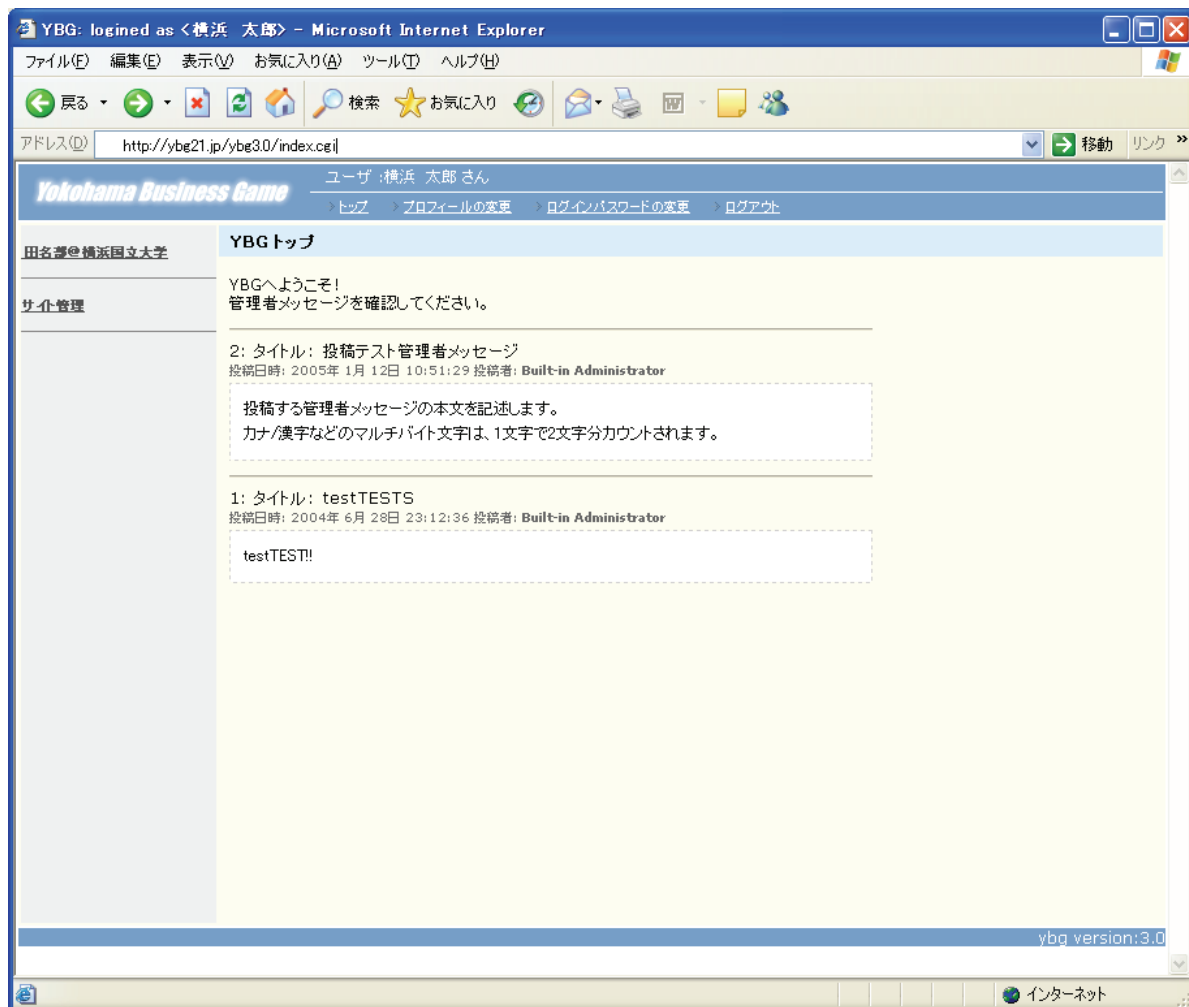 YBG: logined as <横浜 太郎> - Microsoft Internet Explorer
ファイル(F) 編集(E) 表示(V) お気に入り(A) ツール(T) ヘルプ(H)
戻る 検索 お気に入り
アドレス(D) http://ybg21.jp/ybg3.0/index.cgi 移動 リンク »
Yokohama Business Game
ユーザ :横浜 太郎 さん
トップ プロフィールの変更 ログインパスワードの変更 ログアウト
田名部@横浜国立大学
サイト管理
YBGトップ
YBGへようこそ!
管理者メッセージを確認してください。
2: タイトル: 投稿テスト管理者メッセージ
投稿日時: 2005年 1月 12日 10:51:29 投稿者: Built-in Administrator
投稿する管理者メッセージの本文を記述します。
カナ/漢字などのマルチバイト文字は、1文字で2文字分カウントされます。
1: タイトル: testTESTS
投稿日時: 2004年 6月 28日 23:12:36 投稿者: Built-in Administrator
testTEST!!
ybg version:3.0
インターネット